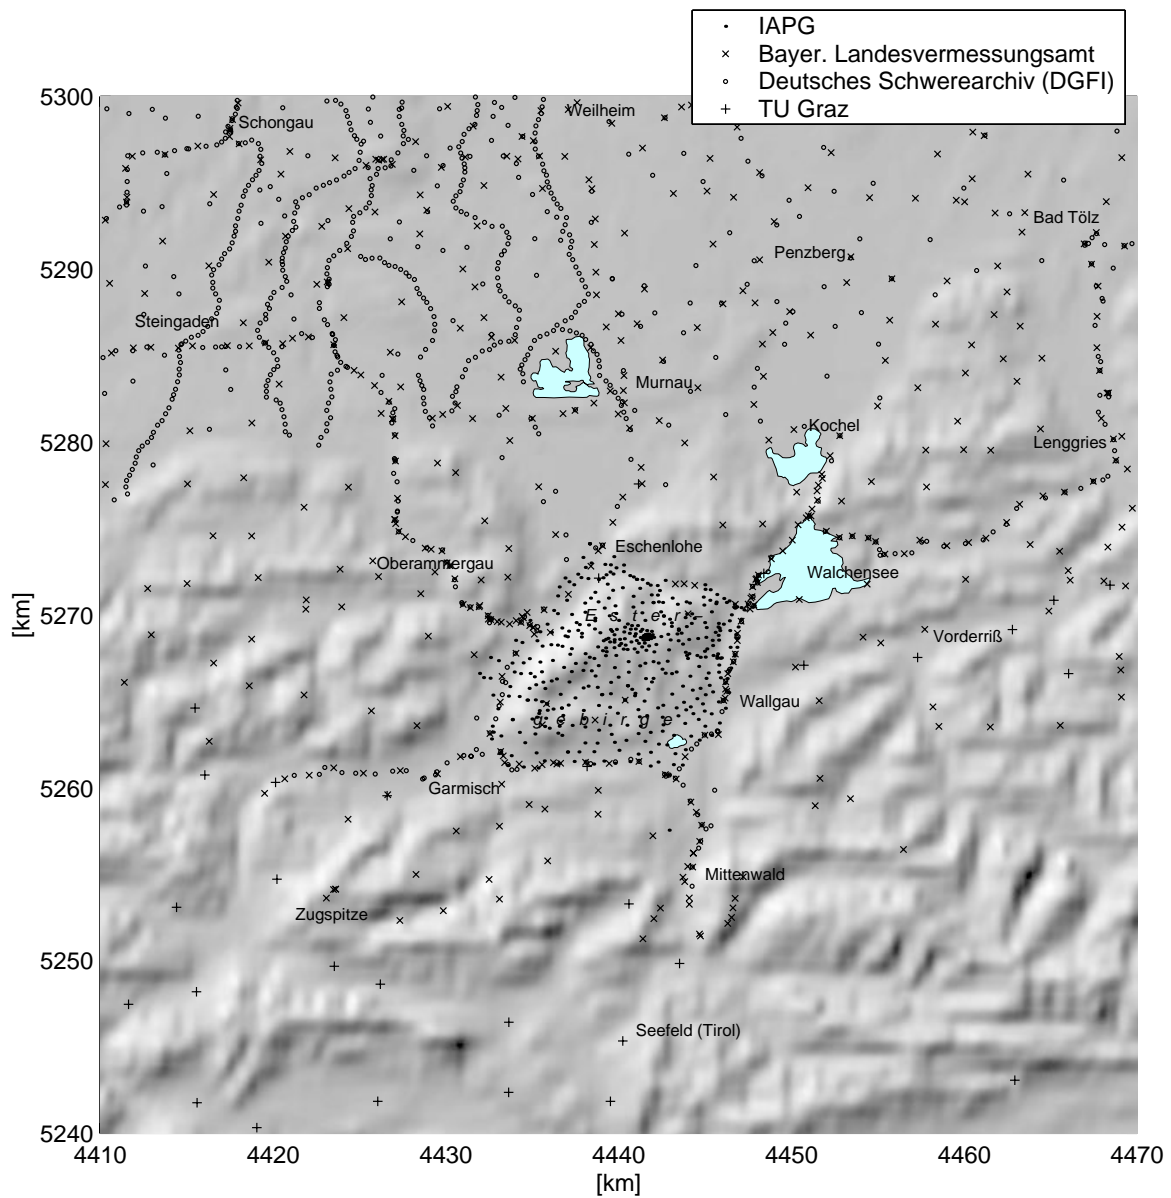 IAPG
Bayer. Landesvermessungsamt
Deutsches Schwerearchiv (DGFI)
TU Graz
5300
Schongau
Weilheim
Bad Tölz
Penzberg
5290
Steingaden
Murnau
Kochel
5280
Lenggries
Eschenlohe
Oberammergau
Walchensee
[km]
5270
Ester-
Vorderriß
Wallgau
gebirge
5260
Garmisch
Mittenwald
Zugspitze
5250
Seefeld (Tirol)
5240
4410 4420 4430 4440 4450 4460 4470
[km]